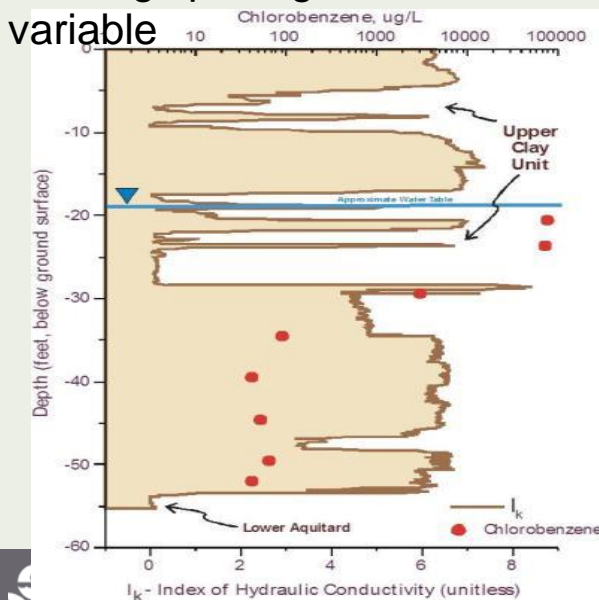 variable
Chlorobenzene, ug/L
10 100 1000 10000 100000
0
-10
-20
-30
-40
-50
-60
Depth (feet, below ground surface)
Upper
Clay
Unit
Approximate Water Table
Lower Aquitard
Ik
Chlorobenzene
0 2 4 6 8
Ik - Index of Hydraulic Conductivity (unitless)